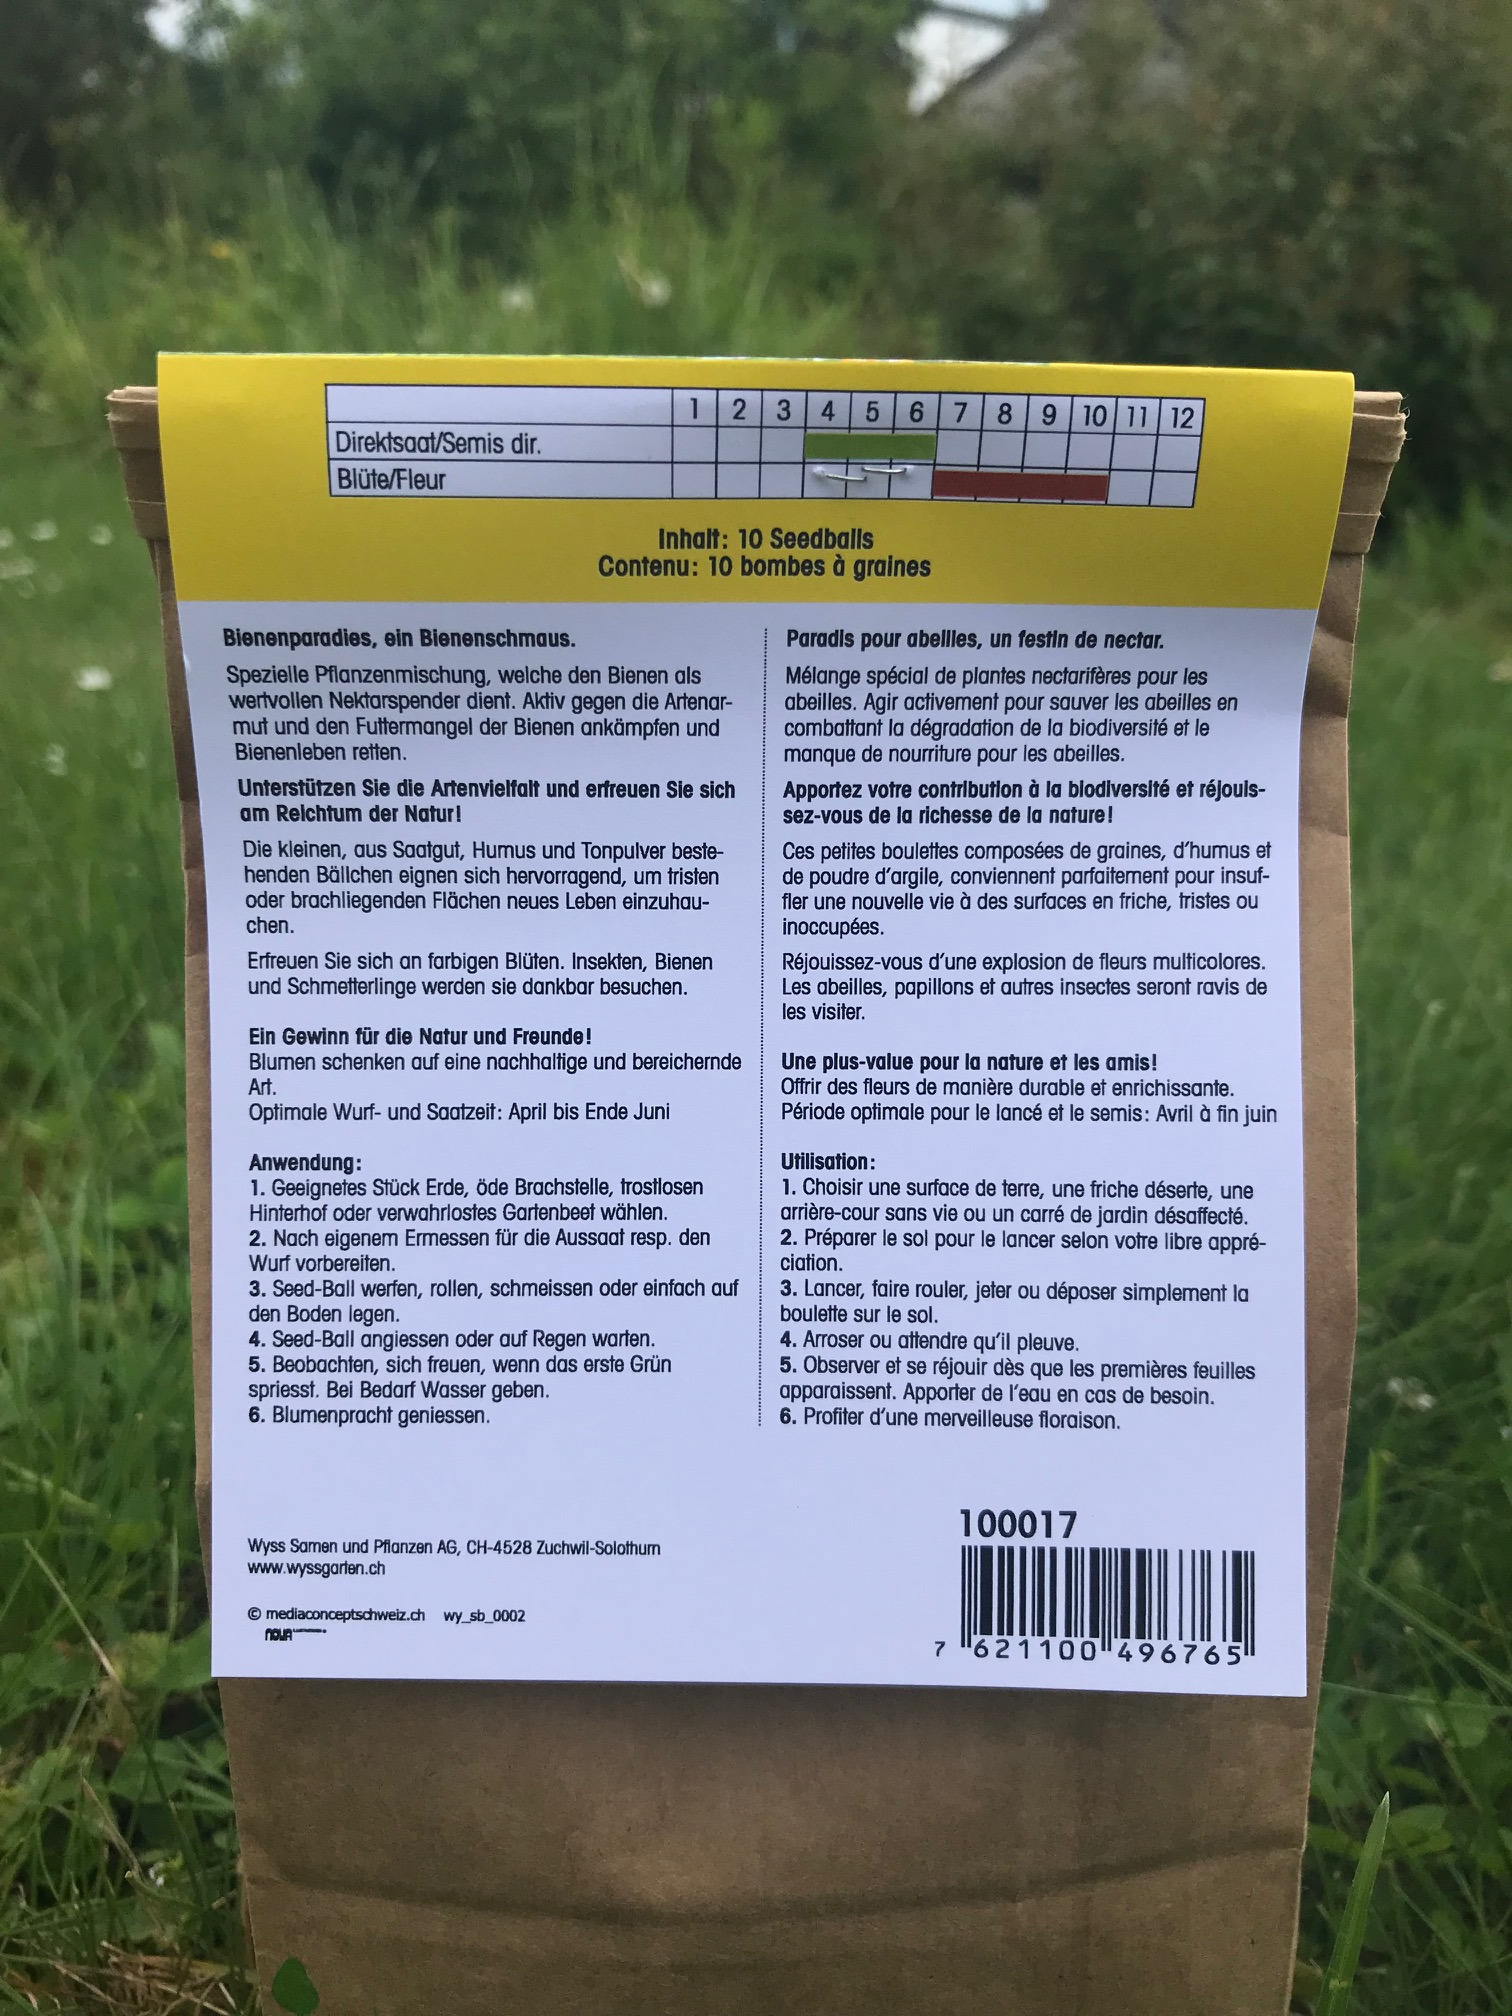 1 2 3 4 5 6 7 8 9 10 11 12
Direktsaat/Semis dir.
Blüte/Fleur
Inhalt: 10 Seedballs
Contenu: 10 bombes à graines
Bienenparadies, ein Bienenschmaus.
Spezielle Pflanzenmischung, welche den Bienen als
wertvollen Nektarspender dient. Aktiv gegen die Artenar-
mut und den Futtermangel der Bienen ankämpfen und
Bienenleben retten.
Unterstützen Sie die Artenvielfalt und erfreuen Sie sich
am Reichtum der Natur!
Die kleinen, aus Saatgut, Humus und Tonpulver beste-
henden Bällchen eignen sich hervorragend, um tristen
oder brachliegenden Flächen neues Leben einzuhau-
chen.
Erfreuen Sie sich an farbigen Blüten. Insekten, Bienen
und Schmetterlinge werden sie dankbar besuchen.
Ein Gewinn für die Natur und Freunde!
Blumen schenken auf eine nachhaltige und bereichernde
Art.
Optimale Wurf- und Saatzeit: April bis Ende Juni
Anwendung:
1. Geeignetes Stück Erde, öde Brachstelle, trostlosen
Hinterhof oder verwahrlostes Gartenbeet wählen.
2. Nach eigenem Ermessen für die Aussaat resp. den
Wurf vorbereiten.
3. Seed-Ball werfen, rollen, schmeissen oder einfach auf
den Boden legen.
4. Seed-Ball angiessen oder auf Regen warten.
5. Beobachten, sich freuen, wenn das erste Grün
spriesst. Bei Bedarf Wasser geben.
6. Blumenpracht geniessen.
Paradis pour abeilles, un festin de nectar.
Mélange spécial de plantes nectarifères pour les
abeilles. Agir activement pour sauver les abeilles en
combattant la dégradation de la biodiversité et le
manque de nourriture pour les abeilles.
Apportez votre contribution à la biodiversité et réjouis-
sez-vous de la richesse de la nature!
Ces petites boulettes composées de graines, d'humus et
de poudre d'argile, conviennent parfaitement pour insuf-
fler une nouvelle vie à des surfaces en friche, tristes ou
inoccupées.
Réjouissez-vous d'une explosion de fleurs multicolores.
Les abeilles, papillons et autres insectes seront ravis de
les visiter.
Une plus-value pour la nature et les amis!
Offrir des fleurs de manière durable et enrichissante.
Période optimale pour le lancé et le semis: Avril à fin juin
Utilisation:
1. Choisir une surface de terre, une friche déserte, une
arrière-cour sans vie ou un carré de jardin désaffecté.
2. Préparer le sol pour le lancer selon votre libre appré-
ciation.
3. Lancer, faire rouler, jeter ou déposer simplement la
boulette sur le sol.
4. Arroser ou attendre qu'il pleuve.
5. Observer et se réjouir dès que les premières feuilles
apparaissent. Apporter de l'eau en cas de besoin.
6. Profiter d'une merveilleuse floraison.
Wyss Samen und Pflanzen AG, CH-4528 Zuchwil-Solothurn
www.wyssgarten.ch
© mediaconceptschweiz.ch wy_sb_0002
nova
100017
7 621100 496765